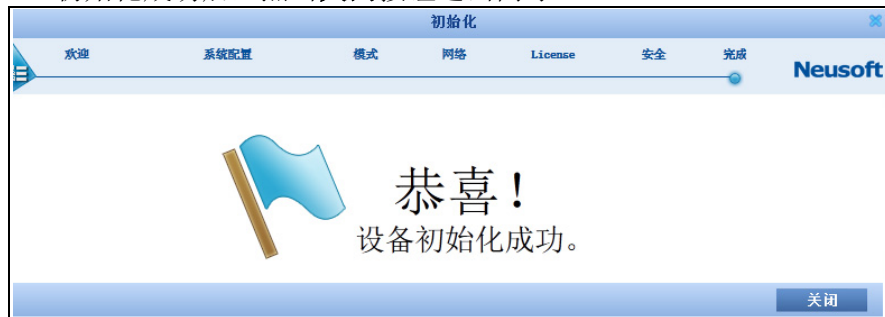 初始化
欢迎 系统配置 模式 网络 License 安全 完成
Neusoft
恭喜！
设备初始化成功。
关闭